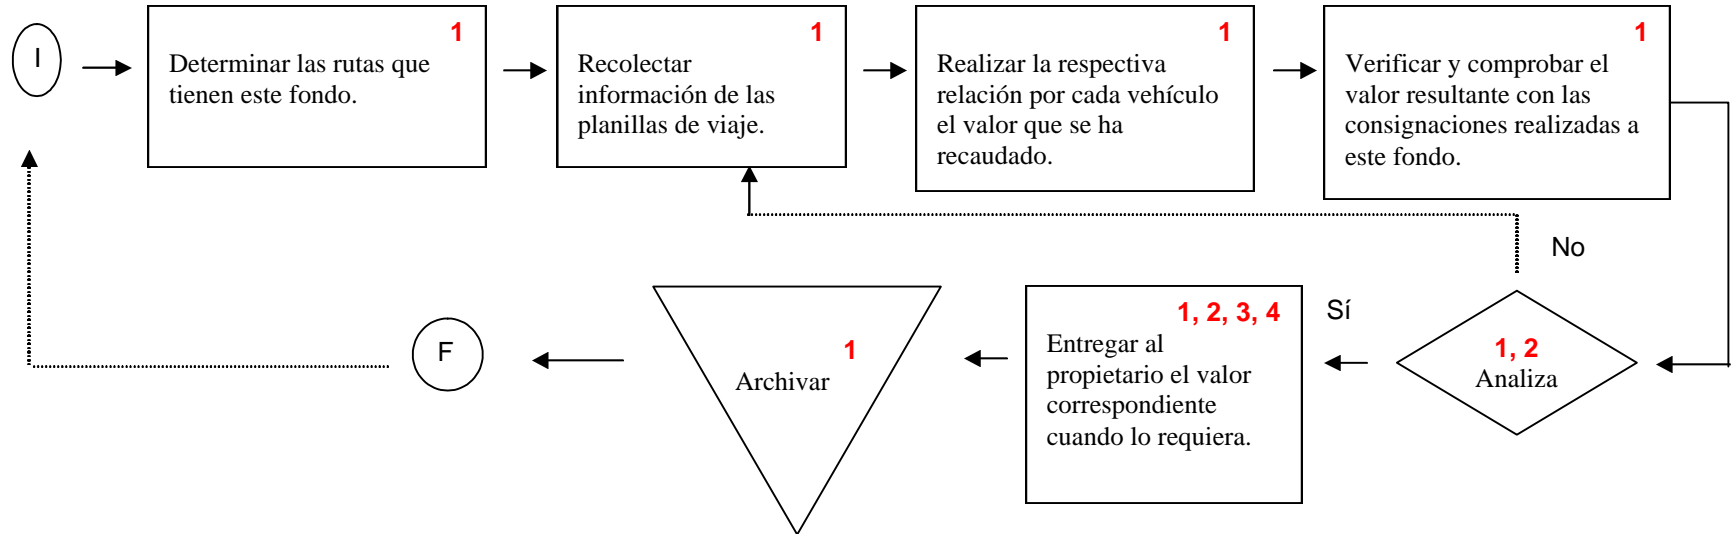 I
1
Determinar las rutas que
tienen este fondo.
1
Recolectar
información de las
planillas de viaje.
1
Realizar la respectiva
relación por cada vehículo
el valor que se ha
recaudado.
1
Verificar y comprobar el
valor resultante con las
consignaciones realizadas a
este fondo.
No
1, 2
Analiza
Sí
1, 2, 3, 4
Entregar al
propietario el valor
correspondiente
cuando lo requiera.
1
Archivar
F